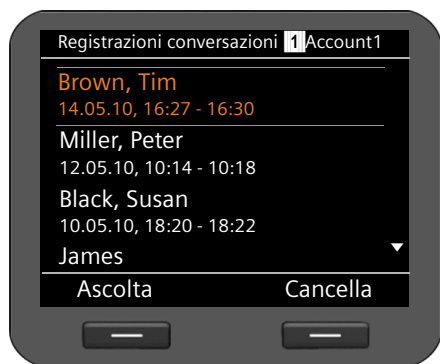 Registrazioni conversazioni 1 Account1
Brown, Tim
14.05.10, 16:27 - 16:30
Miller, Peter
12.05.10, 10:14 - 10:18
Black, Susan
10.05.10, 18:20 - 18:22
James
Ascolta Cancella